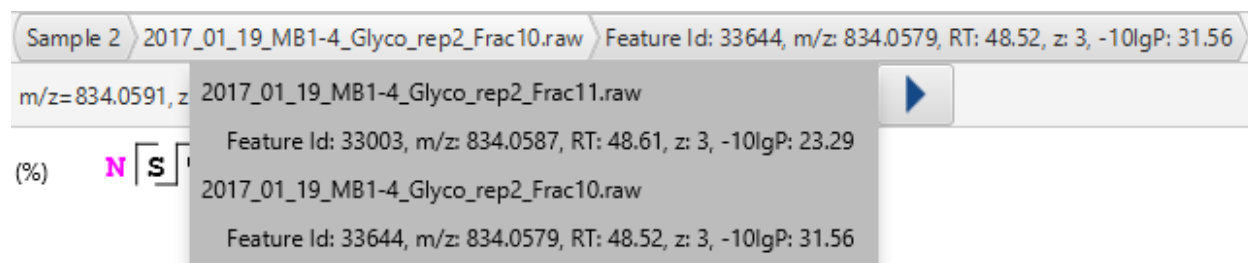 Sample 2 2017_01_19_MB1-4_Glyco_rep2_Frac10.raw Feature Id: 33644, m/z: 834.0579, RT: 48.52, z: 3, -10lgP: 31.56
m/z=834.0591, z
2017_01_19_MB1-4_Glyco_rep2_Frac11.raw
Feature Id: 33003, m/z: 834.0587, RT: 48.61, z: 3, -10lgP: 23.29
(%) N S
2017_01_19_MB1-4_Glyco_rep2_Frac10.raw
Feature Id: 33644, m/z: 834.0579, RT: 48.52, z: 3, -10lgP: 31.56